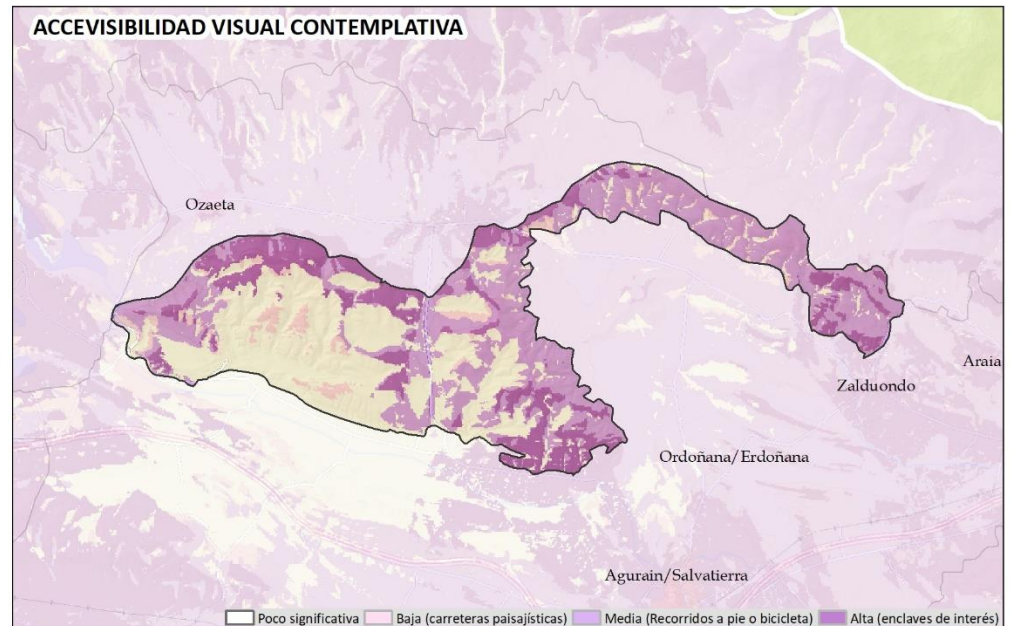 ACCEVISIBILIDAD VISUAL CONTEMPLATIVA
Ozaeta
Araia
Zalduondo
Ordoñana/Erdoñana
Agurain/Salvatierra
Poco significativa Baja (carreteras paisajísticas) Media (Recorridos a pie o bicicleta) Alta (enclaves de interés)